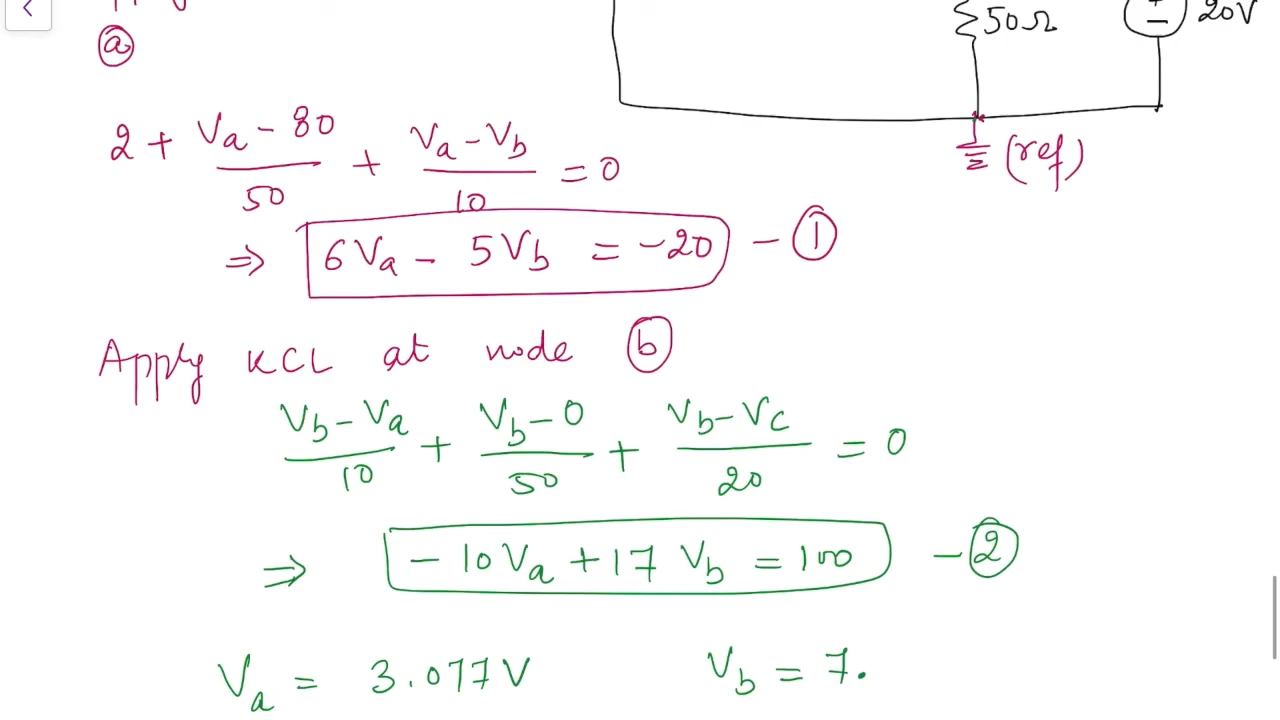 50Ω
+
−
20V
ⓐ
2 + (Va − 80)/50 + (Va − Vb)/10 = 0
(ref)
⇒ 6Va − 5Vb = −20 − ①
Apply KCL at node ⓑ
(Vb − Va)/10 + (Vb − 0)/50 + (Vb − Vc)/20 = 0
⇒ −10Va + 17Vb = 100 − ②
Va = 3.077V Vb = 7.